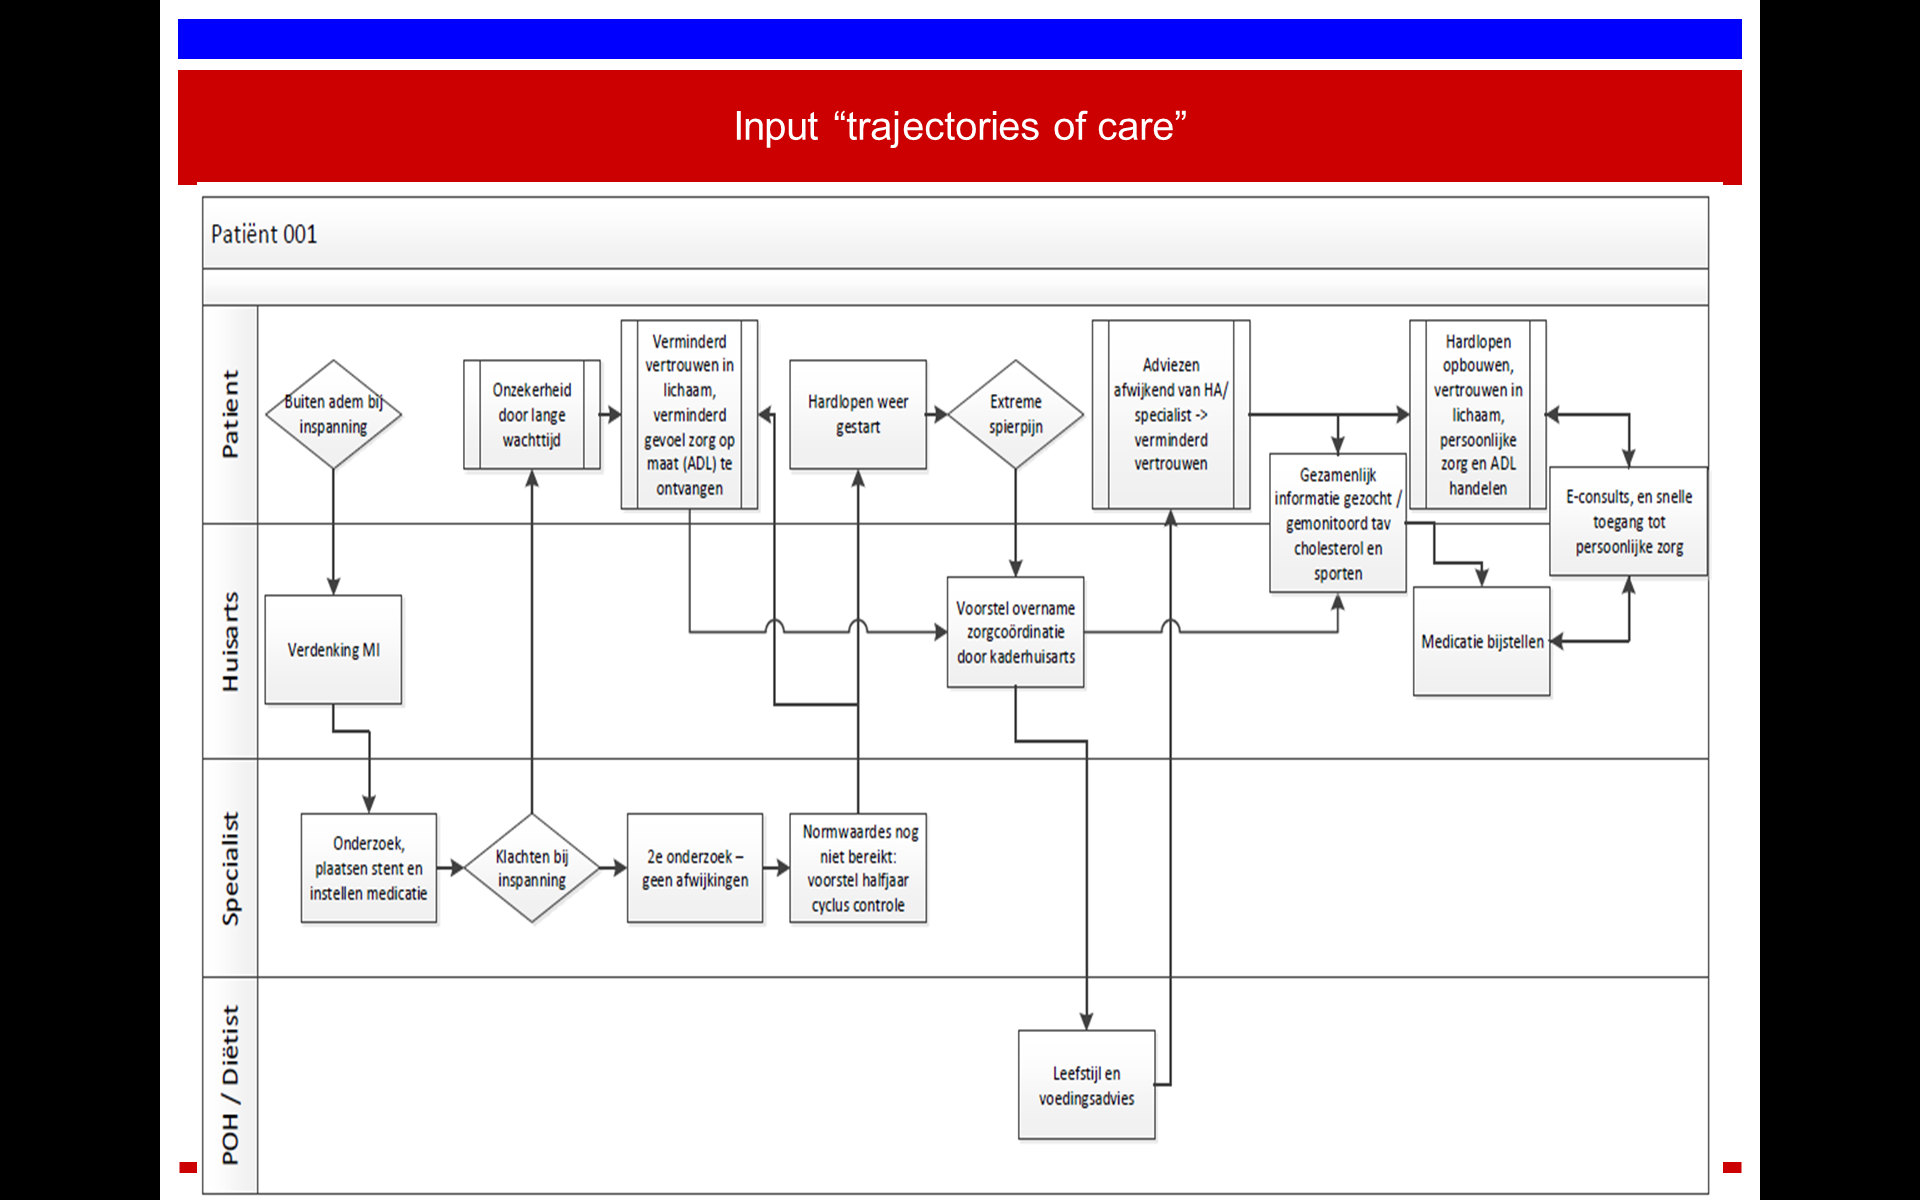 Input “trajectories of care”
Patiënt 001
Patient
Buiten adem bij
inspanning
Onzekerheid
door lange
wachttijd
Verminderd
vertrouwen in
lichaam,
verminderd
gevoel zorg op
maat (ADL) te
ontvangen
Hardlopen weer
gestart
Extreme
spierpijn
Adviezen
afwijkend van HA/
specialist ->
verminderd
vertrouwen
Hardlopen
opbouwen,
vertrouwen in
lichaam,
persoonlijke
zorg en ADL
handelen
Gezamenlijk
informatie gezocht /
gemonitoord tav
cholesterol en
sporten
E-consults, en snelle
toegang tot
persoonlijke zorg
Huisarts
Verdenking MI
Voorstel overname
zorgcoördinatie
door kaderhuisarts
Medicatie bijstellen
Specialist
Onderzoek,
plaatsen stent en
instellen medicatie
Klachten bij
inspanning
2e onderzoek –
geen afwijkingen
Normwaardes nog
niet bereikt:
voorstel halfjaar
cyclus controle
POH / Diëtist
Leefstijl en
voedingsadvies